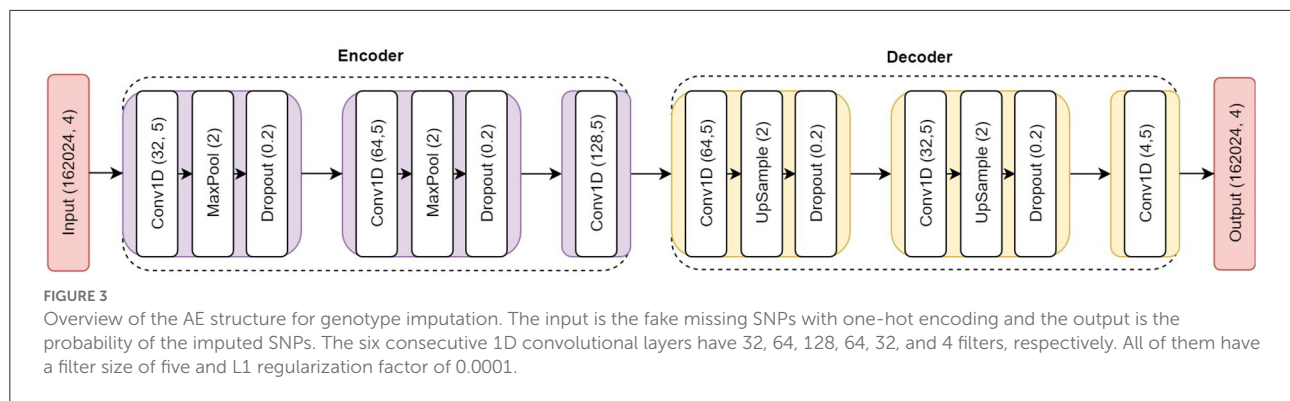 Encoder
Decoder
Input (162024, 4)
Conv1D (32, 5)
MaxPool (2)
Dropout (0.2)
Conv1D (64,5)
MaxPool (2)
Dropout (0.2)
Conv1D (128,5)
Conv1D (64,5)
UpSample (2)
Dropout (0.2)
Conv1D (32,5)
UpSample (2)
Dropout (0.2)
Conv1D (4,5)
Output (162024, 4)
FIGURE 3
Overview of the AE structure for genotype imputation. The input is the fake missing SNPs with one-hot encoding and the output is the
probability of the imputed SNPs. The six consecutive 1D convolutional layers have 32, 64, 128, 64, 32, and 4 filters, respectively. All of them have
a filter size of five and L1 regularization factor of 0.0001.